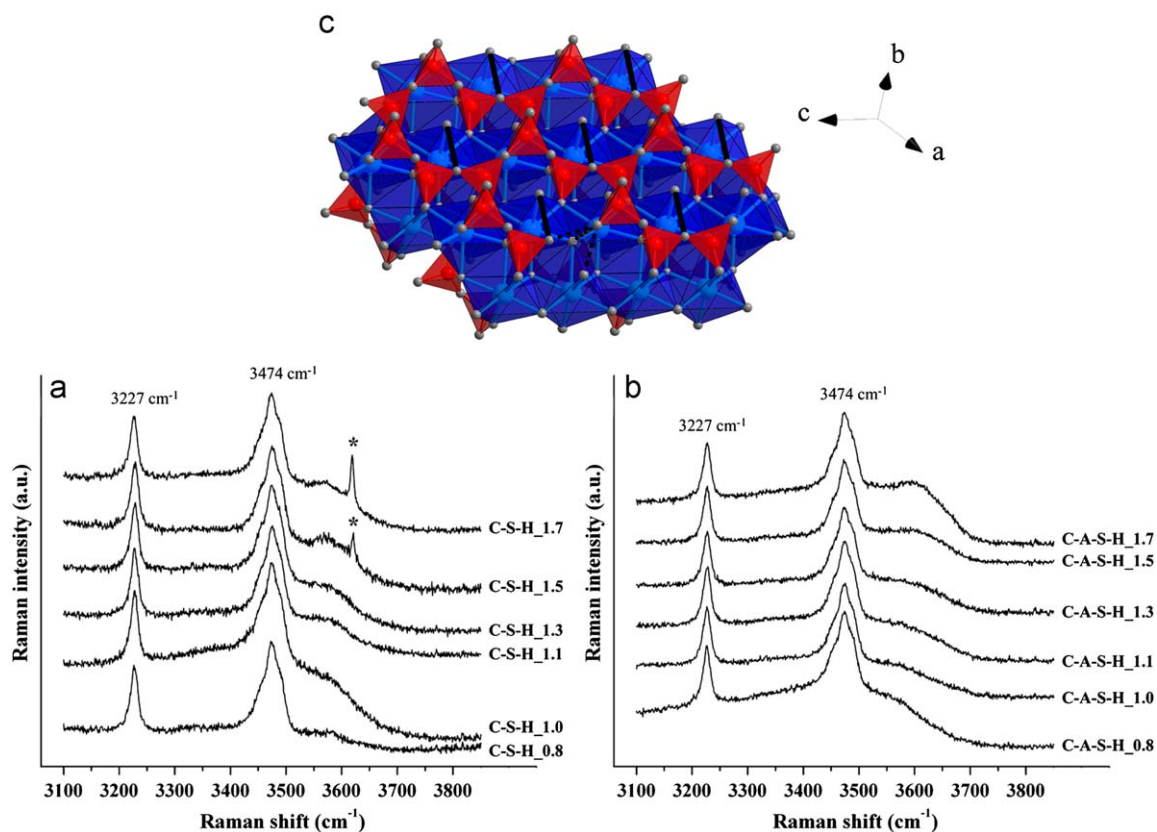 c
b
c
a
a
3227 cm⁻¹
3474 cm⁻¹
*
*
C-S-H_1.7
C-S-H_1.5
C-S-H_1.3
C-S-H_1.1
C-S-H_1.0
C-S-H_0.8
Raman intensity (a.u.)
3100 3200 3300 3400 3500 3600 3700 3800
Raman shift (cm⁻¹)
b
3227 cm⁻¹
3474 cm⁻¹
C-A-S-H_1.7
C-A-S-H_1.5
C-A-S-H_1.3
C-A-S-H_1.1
C-A-S-H_1.0
C-A-S-H_0.8
Raman intensity (a.u.)
3100 3200 3300 3400 3500 3600 3700 3800
Raman shift (cm⁻¹)